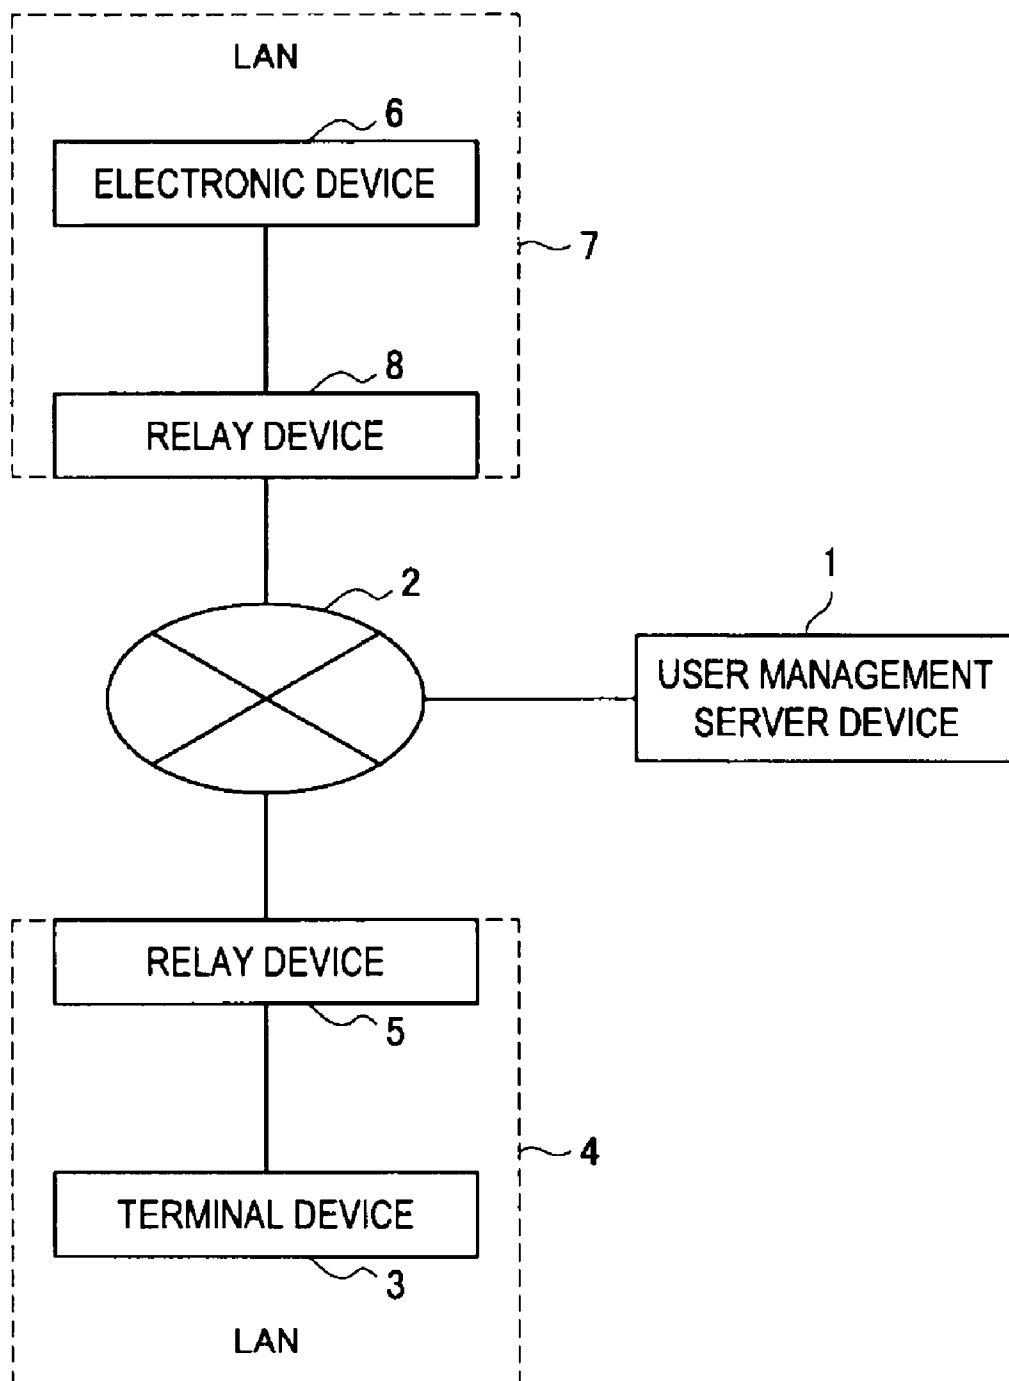 LAN
6
ELECTRONIC DEVICE
7
8
RELAY DEVICE
2
1
USER MANAGEMENT
SERVER DEVICE
RELAY DEVICE
5
4
TERMINAL DEVICE
3
LAN